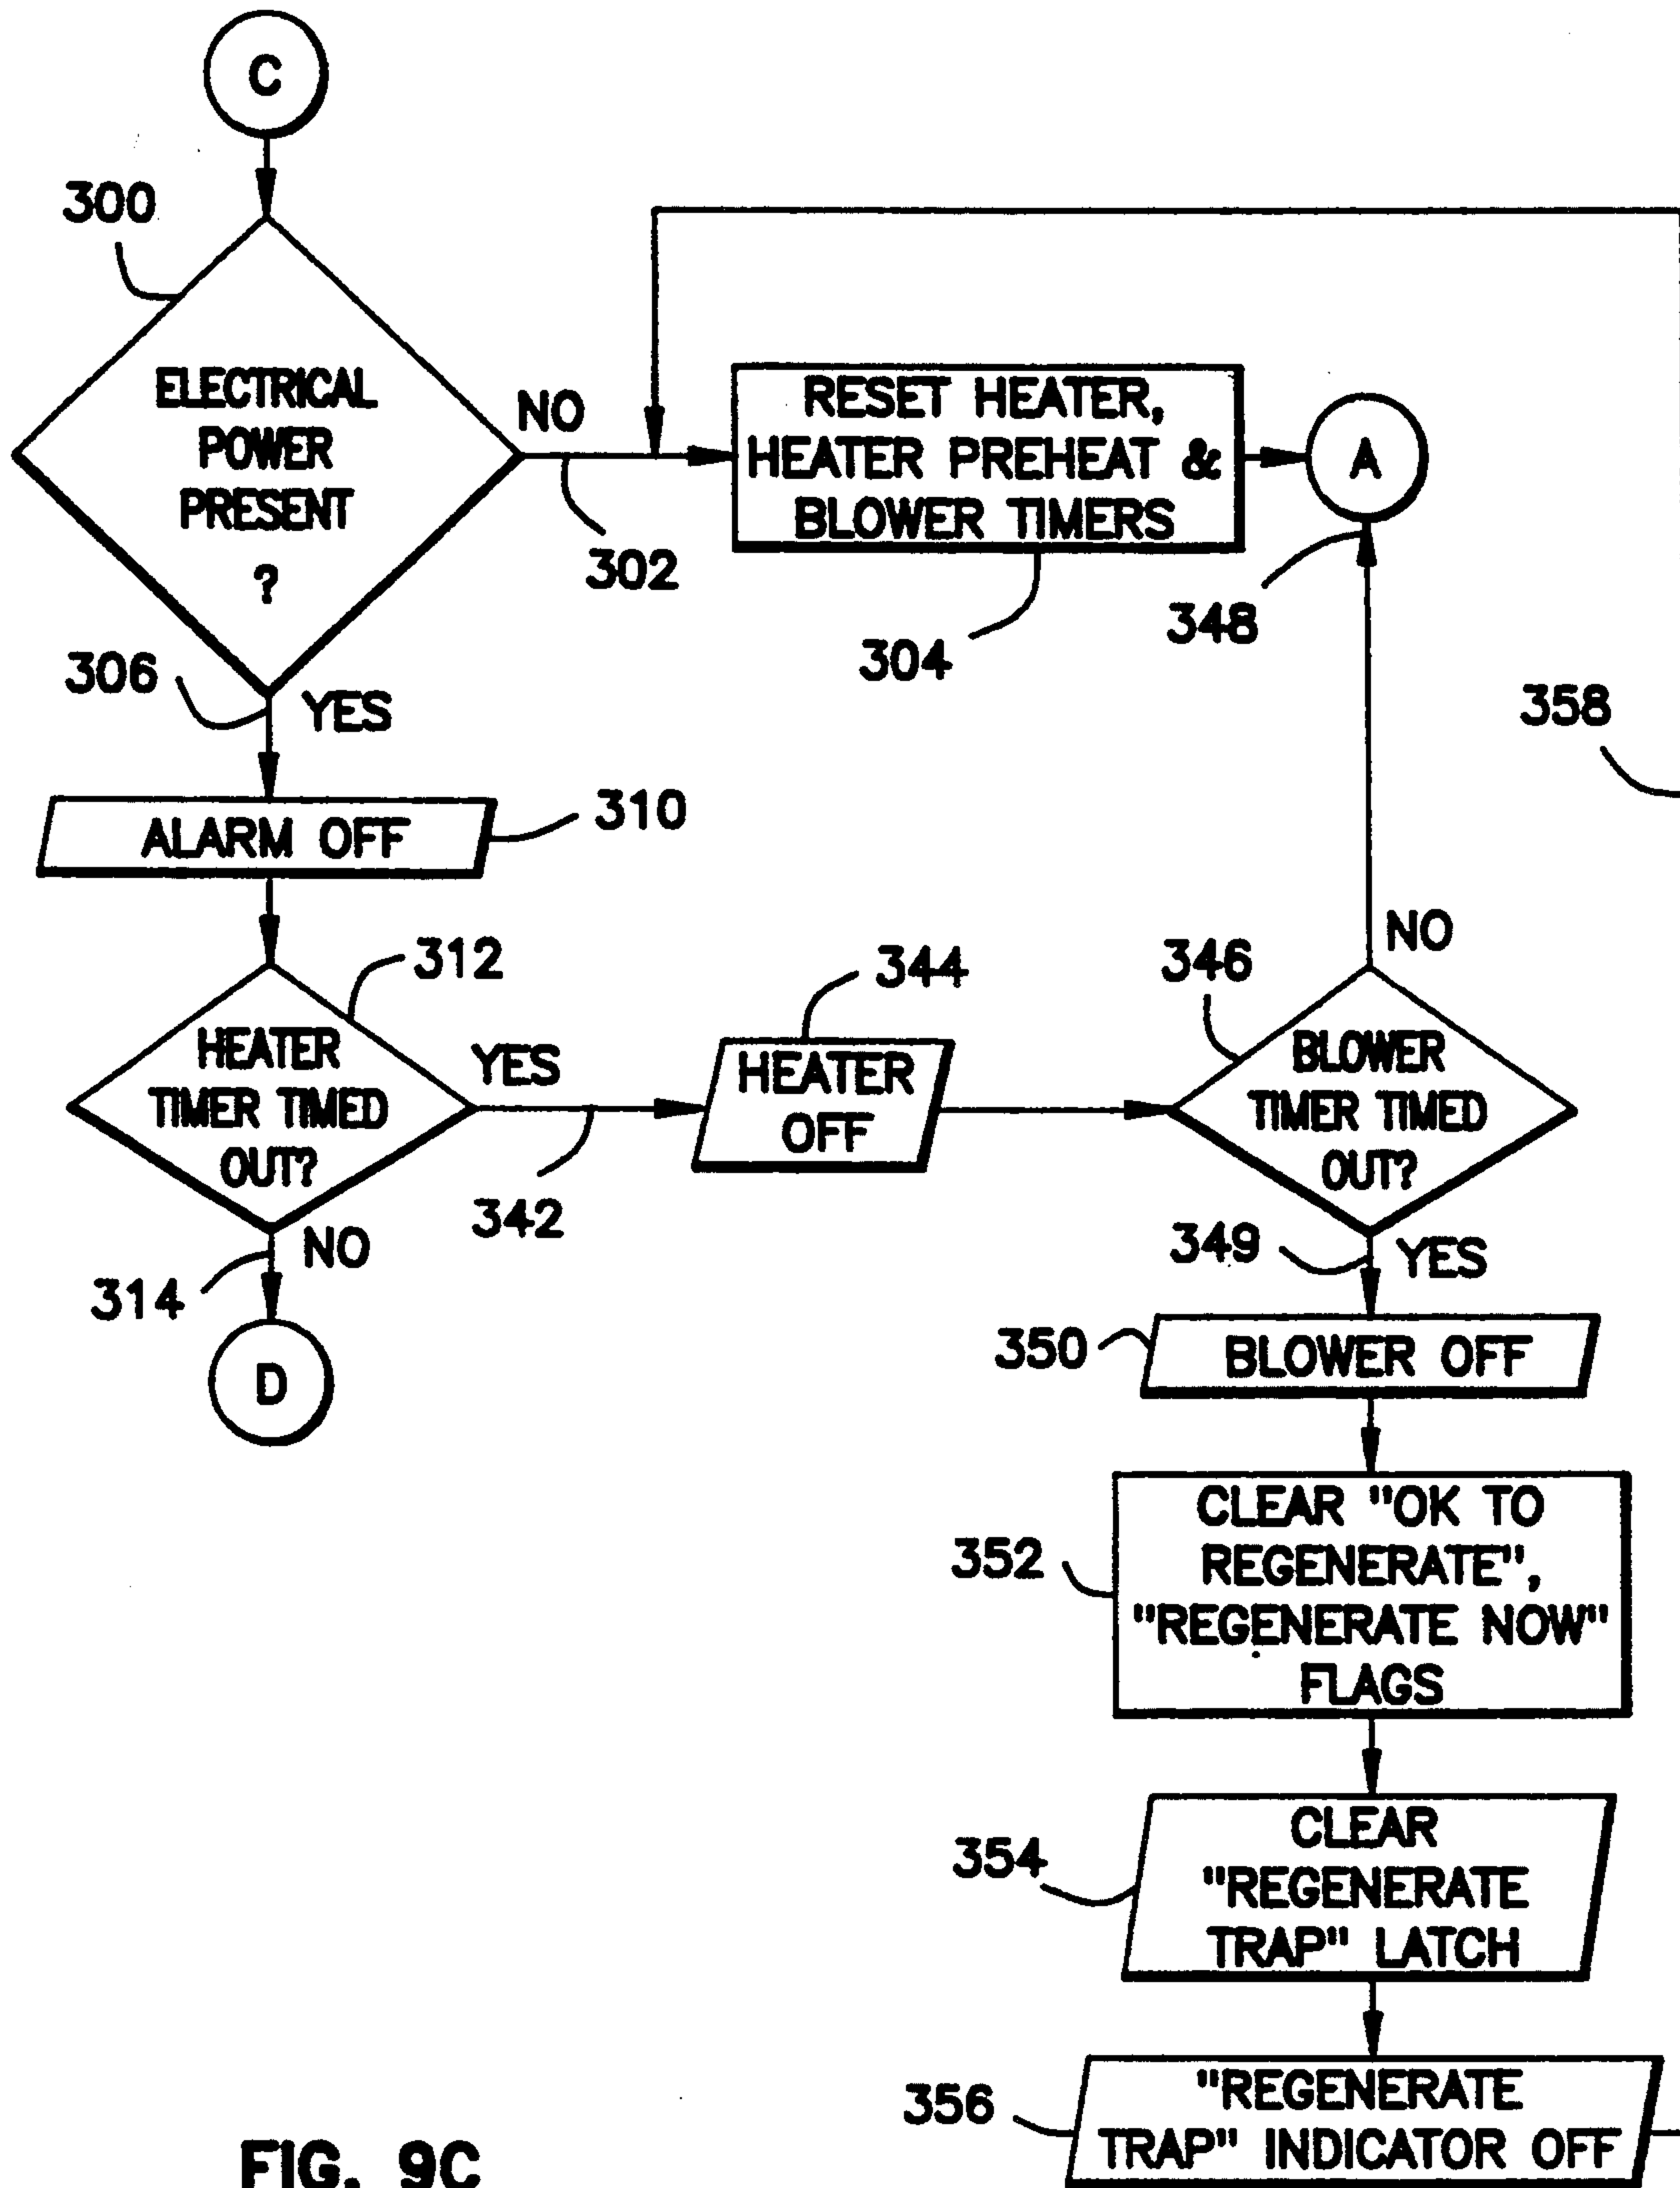 C
300
ELECTRICAL
POWER
PRESENT
?
NO
302
RESET HEATER,
HEATER PREHEAT &
BLOWER TIMERS
304
A
348
358
306
YES
ALARM OFF
310
312
HEATER
TIMER TIMED
OUT?
YES
342
344
HEATER
OFF
346
NO
BLOWER
TIMER TIMED
OUT?
314
NO
D
349
YES
350
BLOWER OFF
352
CLEAR "OK TO
REGENERATE",
"REGENERATE NOW"
FLAGS
354
CLEAR
"REGENERATE
TRAP" LATCH
356
"REGENERATE
TRAP" INDICATOR OFF
FIG. 9C